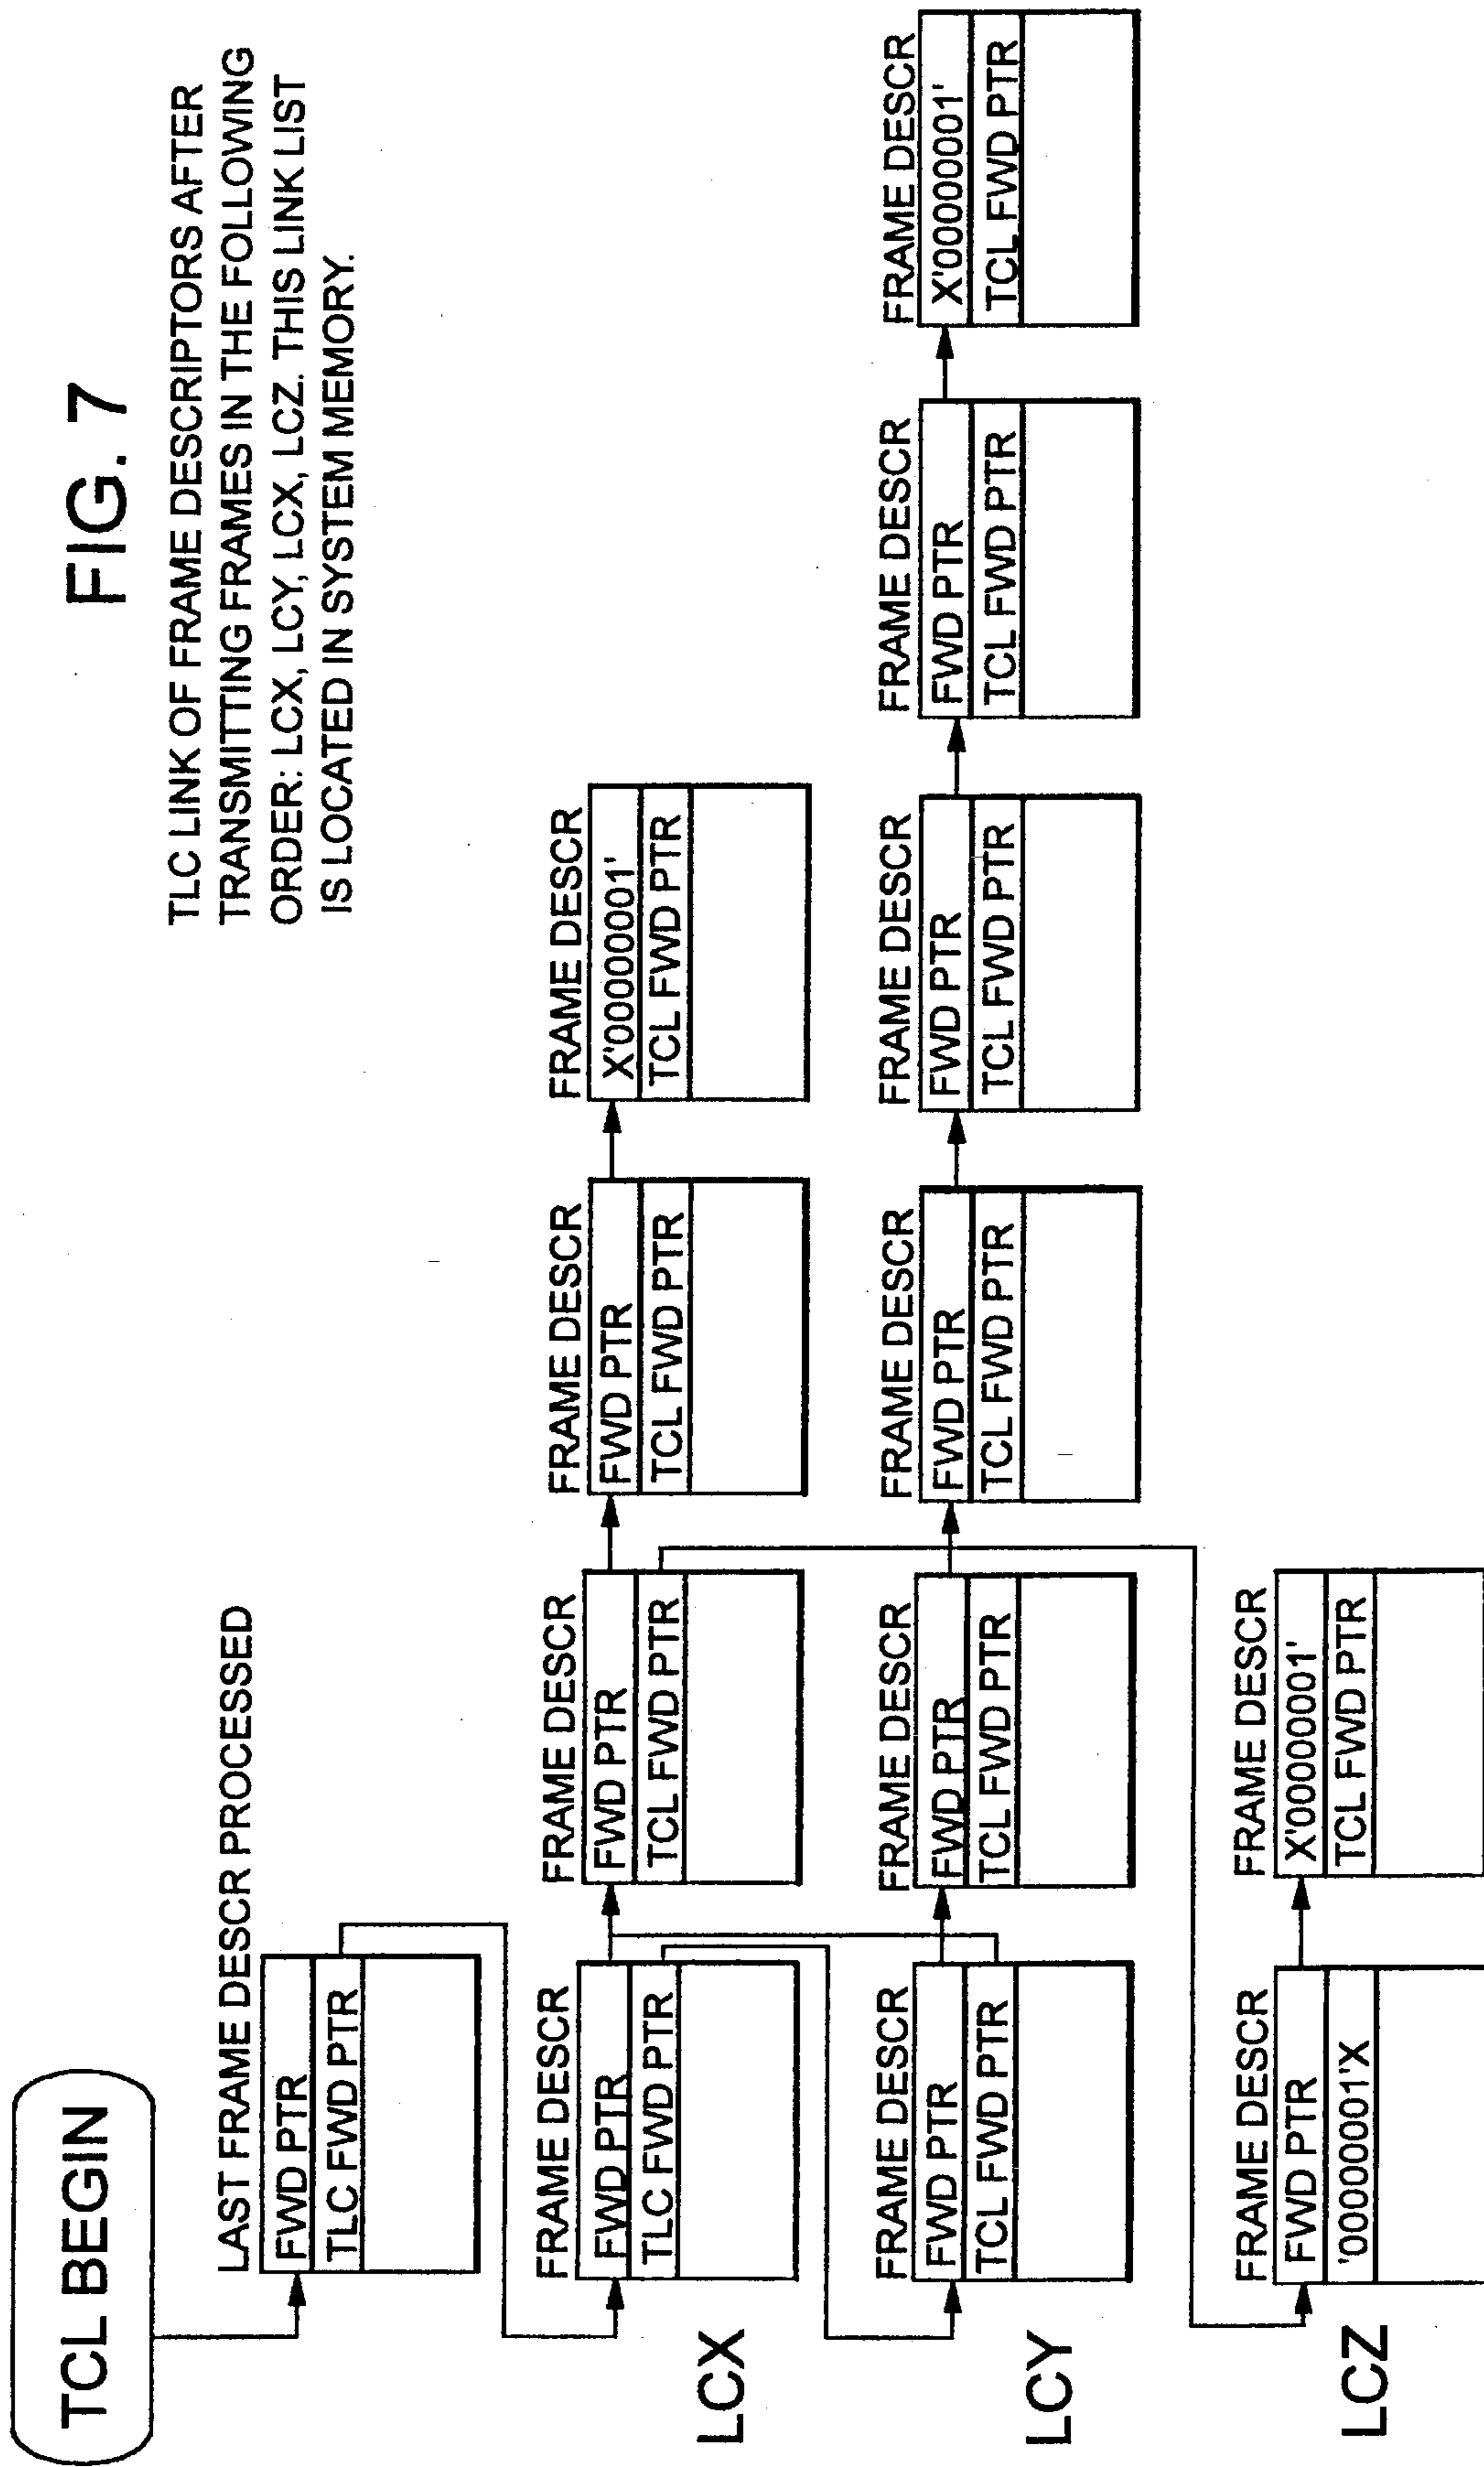 FIG. 7
TLC LINK OF FRAME DESCRIPTORS AFTER
TRANSMITTING FRAMES IN THE FOLLOWING
ORDER: LCX, LCY, LCX, LCZ. THIS LINK LIST
IS LOCATED IN SYSTEM MEMORY.
TCL BEGIN
LAST FRAME DESCR PROCESSED
FWD PTR
TLC FWD PTR
LCX
FRAME DESCR
FWD PTR
TLC FWD PTR
FRAME DESCR
FWD PTR
TCL FWD PTR
FRAME DESCR
FWD PTR
TCL FWD PTR
FRAME DESCR
X'00000001'
TCL FWD PTR
LCY
FRAME DESCR
FWD PTR
TCL FWD PTR
FRAME DESCR
FWD PTR
TCL FWD PTR
FRAME DESCR
FWD PTR
TCL FWD PTR
FRAME DESCR
FWD PTR
TCL FWD PTR
FRAME DESCR
FWD PTR
TCL FWD PTR
FRAME DESCR
X'00000001'
TCL FWD PTR
LCZ
FRAME DESCR
FWD PTR
'00000001'X
FRAME DESCR
X'00000001'
TCL FWD PTR